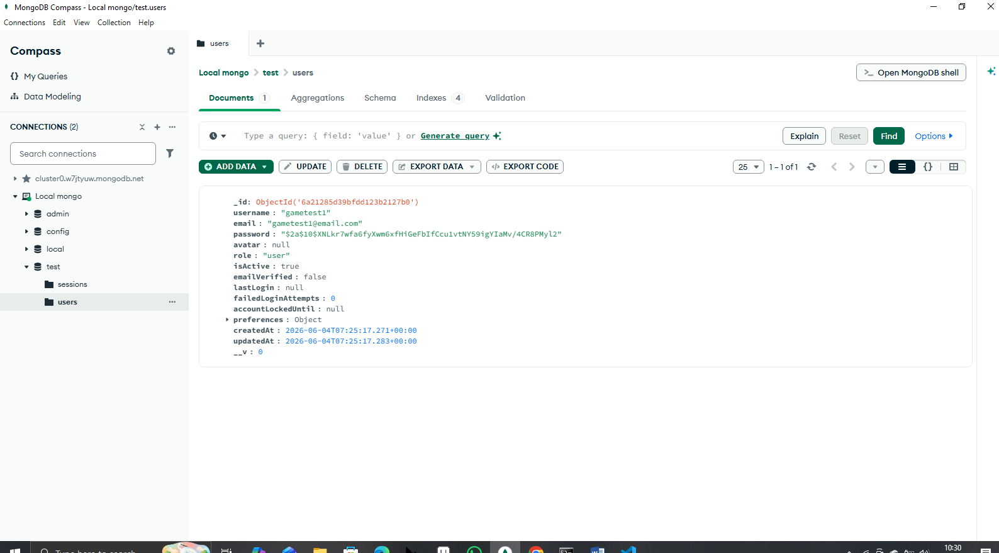 MongoDB Compass - Local mongo/test.users
Connections Edit View Collection Help
Compass
My Queries
Data Modeling
CONNECTIONS (2)
Search connections
cluster0.w7jtyuw.mongodb.net
Local mongo
admin
config
local
test
sessions
users
users
Local mongo > test > users
Open MongoDB shell
Documents 1 Aggregations Schema Indexes 4 Validation
Type a query: { field: 'value' } or Generate query
Explain Reset Find Options
ADD DATA UPDATE DELETE EXPORT DATA EXPORT CODE
25 1 – 1 of 1
_id: ObjectId('6a21285d39bfdd123b2127b0')
username : "gametest1"
email : "gametest1@email.com"
password : "$2a$10$XNLkr7wfa6fyXwm6xfHiGeFbIfCcu1vtNY59igYIaMv/4CR8PMyl2"
avatar : null
role : "user"
isActive : true
emailVerified : false
lastLogin : null
failedLoginAttempts : 0
accountLockedUntil : null
preferences : Object
createdAt : 2026-06-04T07:25:17.271+00:00
updatedAt : 2026-06-04T07:25:17.283+00:00
__v : 0
Type here to search
10:30